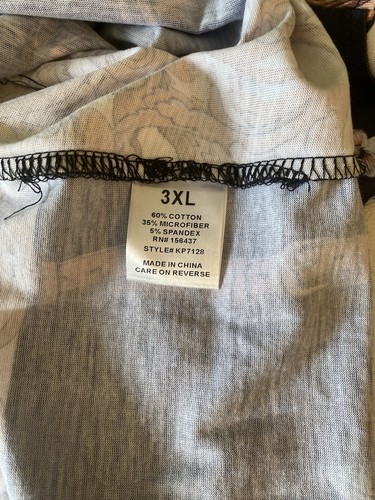 3XL
60% COTTON
35% MICROFIBER
5% SPANDEX
RN# 156437
STYLE# KP7128
MADE IN CHINA
CARE ON REVERSE